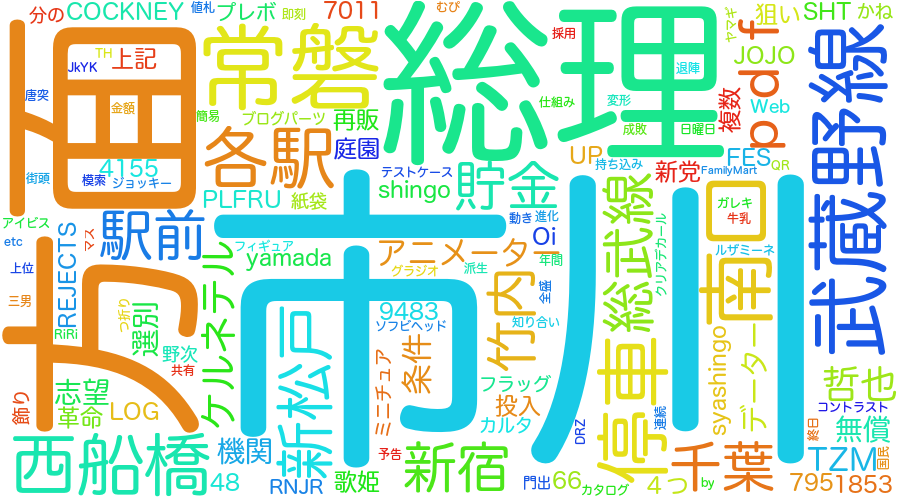 分の
COCKNEY
値札
プレボ
即刻
7011
むぴ
採用
ヤマキ
狙い
SHT
かね
TH
JkYK
上記
常磐
総理
退陣
pdf
JOJO
武蔵野線
方面
唐突
金額
簡易
ブログパーツ
再販
仕組み
変形
複数
Web
各駅
庭園
成敗
日曜日
街頭
模索
4155
ジョッキー
テストケース
UP
持ち込み
新党
FES
QR
FamilyMart
PLFRU
紙袋
shingo
貯金
アイビス
駅前
市川
動き
進化
総武線
ガレキ
牛乳
南口
etc
マス
REJECTS
フィギュア
yamada
アニメーター
Oi
年間
クリアデカール
ルザミーネ
上位
グラジオ
派生
三男
つ折り
選別
ケルネテル
新松戸
9483
竹内
全盛
ソフビヘッド
知り合い
RiRi
野次
共有
ミニチュア
条件
停車
syashingo
データー
志望
フラッグ
哲也
飾り
革命
LOG
投入
カルタ
DRZ
連続
コントラスト
西船橋
機関
予告
新宿
千葉
終日
無償
TZM
国民
48
RNJR
歌姫
門出
66
カタログ
4つ
by
795
1853